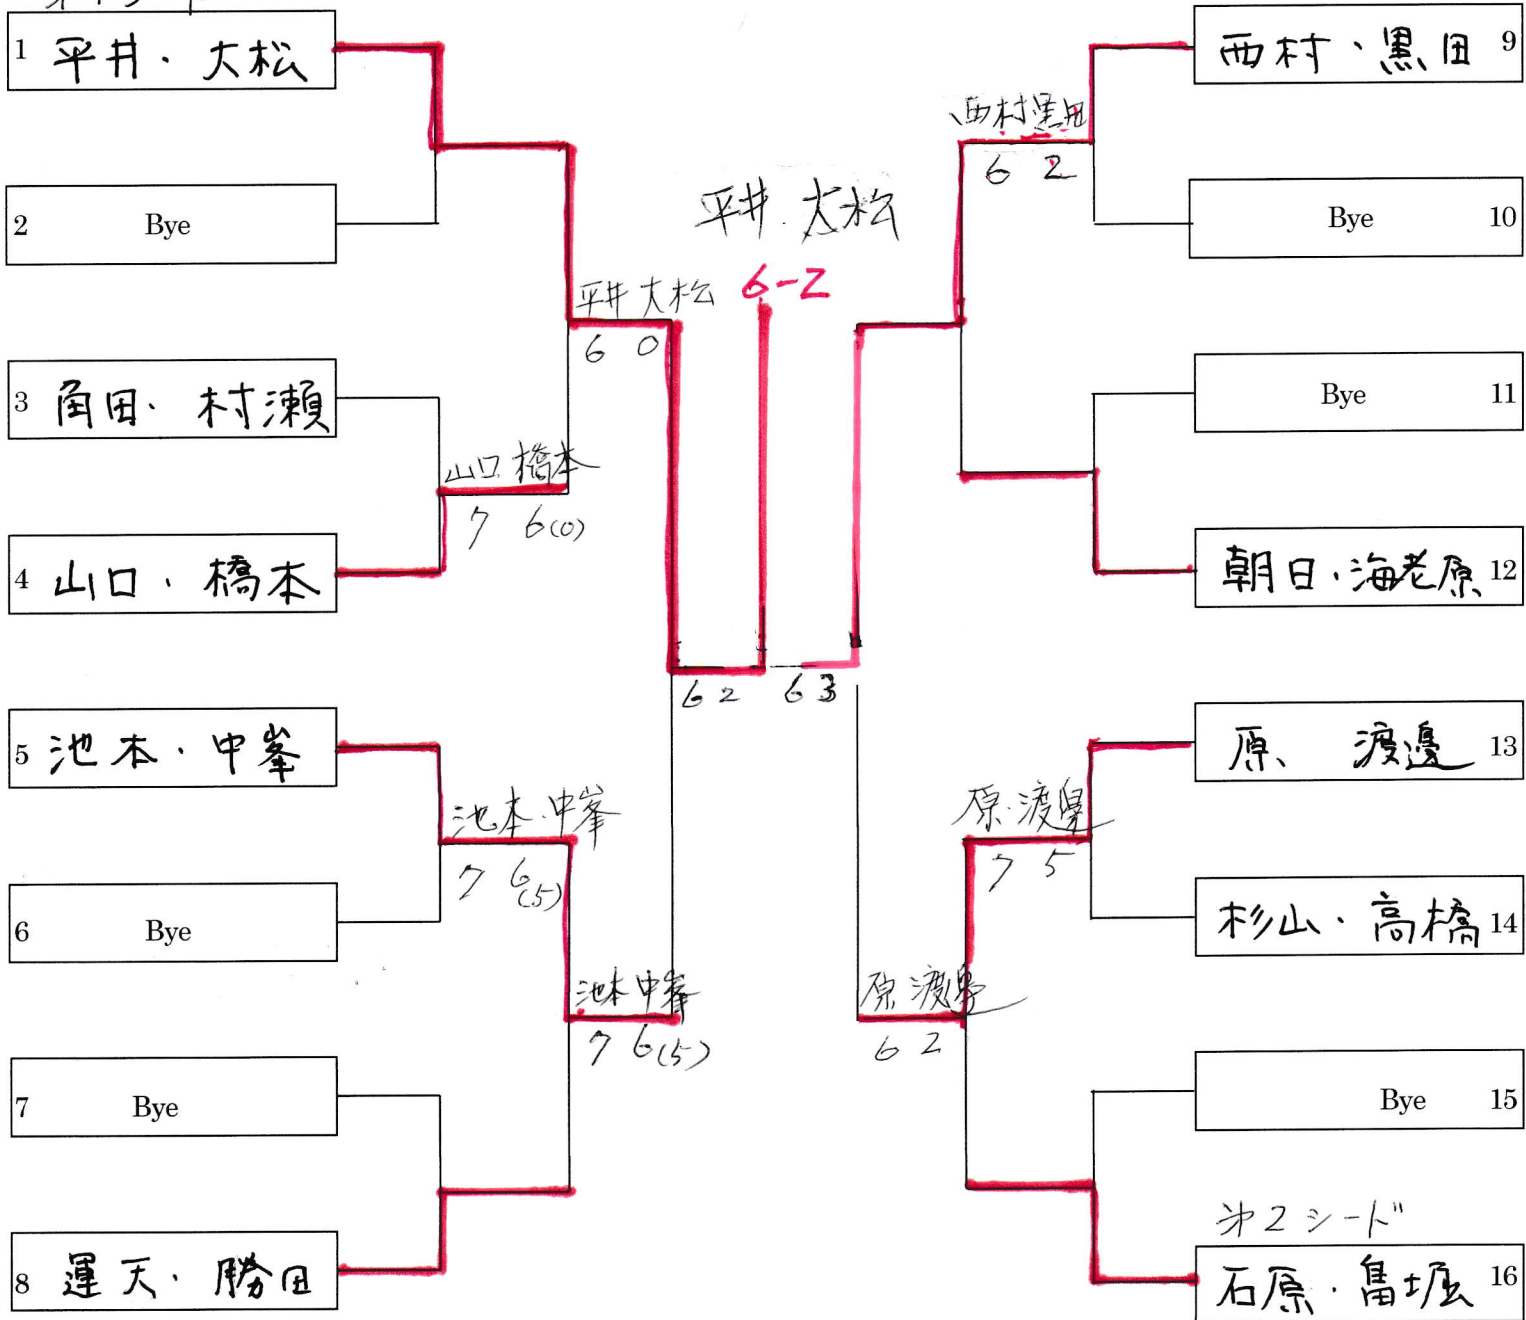 1 平井・大松
2 Bye
3 角田・村瀬
4 山口・橋本
5 池本・中峯
6 Bye
7 Bye
8 運天・勝田
山口 橋本
7 6(0)
池本・中峯
7 6(5)
平井 大松
6 0
池本 中峯
7 6(5)
6 2
平井・大松
6-2
6 3
西村 黒田
6 2
原・渡邊
7 5
原 渡邊
6 2
西村・黒田 9
Bye 10
Bye 11
朝日・海老原 12
原、渡邊 13
杉山・高橋 14
Bye 15
第2シード
石原・畠堀 16